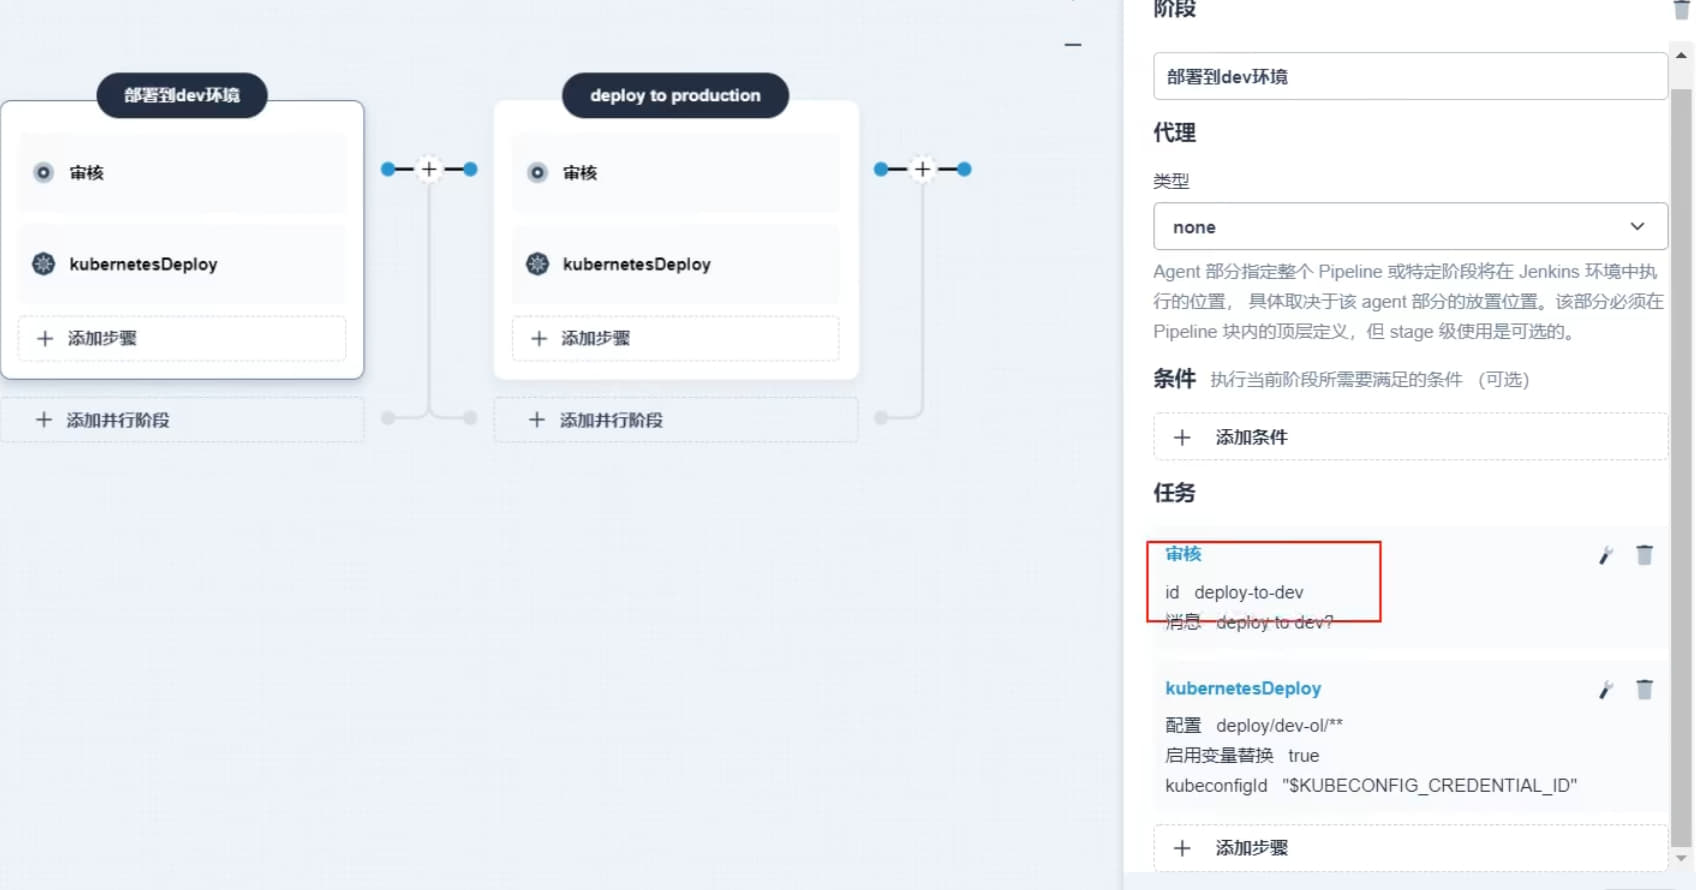 部署到dev环境
审核
kubernetesDeploy
添加步骤
添加并行阶段
deploy to production
审核
kubernetesDeploy
添加步骤
添加并行阶段
阶段
部署到dev环境
代理
类型
none
Agent 部分指定整个 Pipeline 或特定阶段将在 Jenkins 环境中执
行的位置， 具体取决于该 agent 部分的放置位置。该部分必须在
Pipeline 块内的顶层定义，但 stage 级使用是可选的。
条件 执行当前阶段所需要满足的条件 (可选)
添加条件
任务
审核
id deploy-to-dev
消息 deploy to dev?
kubernetesDeploy
配置 deploy/dev-ol/**
启用变量替换 true
kubeconfigId "$KUBECONFIG_CREDENTIAL_ID"
添加步骤